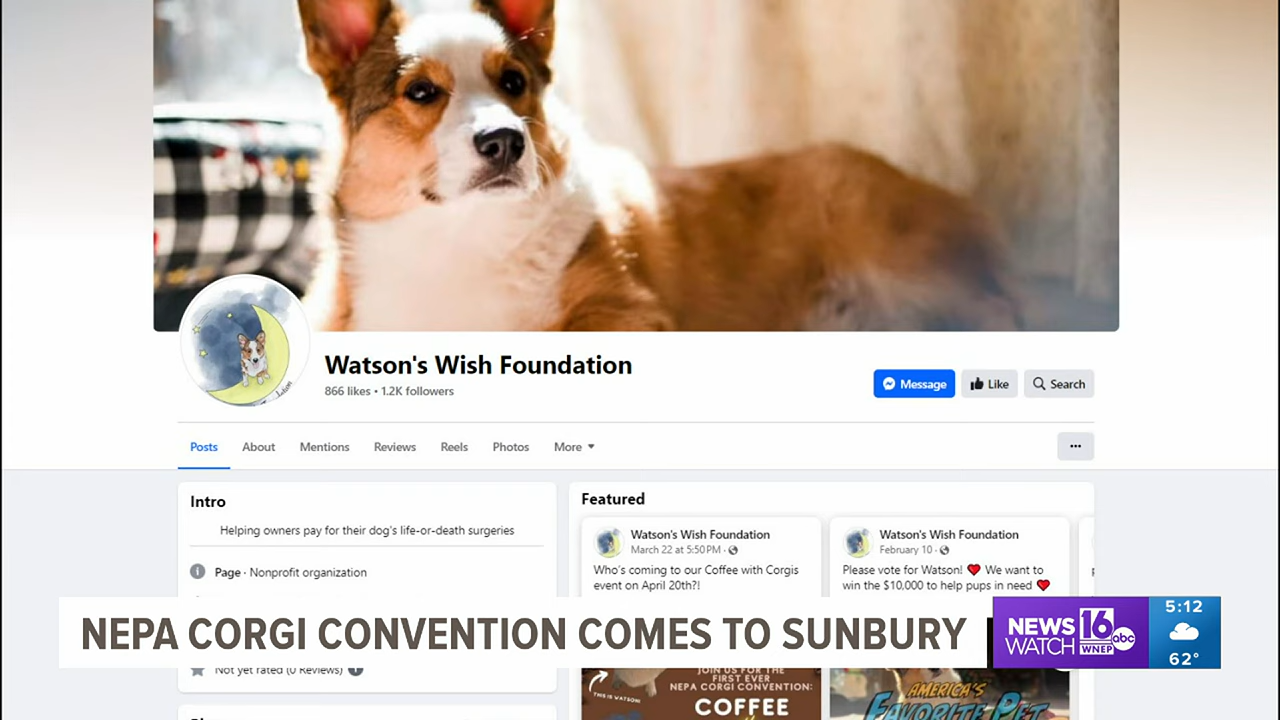 Watson's Wish Foundation
866 likes • 1.2K followers
Message
Like
Search
Posts
About
Mentions
Reviews
Reels
Photos
More
Intro
Helping owners pay for their dog's life-or-death surgeries
Page · Nonprofit organization
Not yet rated (0 Reviews)
Featured
Watson's Wish Foundation
March 22 at 5:50 PM ·
Who's coming to our Coffee with Corgis
event on April 20th?!
THIS IS WATSON!
JOIN US FOR THE
FIRST EVER
NEPA CORGI CONVENTION:
COFFEE
Watson's Wish Foundation
February 10 ·
Please vote for Watson! ❤ We want to
win the $10,000 to help pups in need ❤
AMERICA'S
FAVORITE PET
NEPA CORGI CONVENTION COMES TO SUNBURY
NEWS
WATCH
16
WNEP
abc
5:12
62°